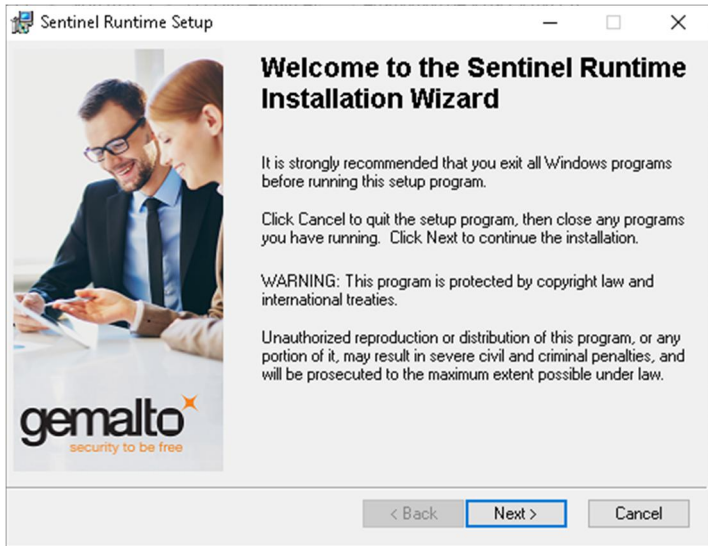 Sentinel Runtime Setup
Welcome to the Sentinel Runtime
Installation Wizard
It is strongly recommended that you exit all Windows programs
before running this setup program.
Click Cancel to quit the setup program, then close any programs
you have running. Click Next to continue the installation.
WARNING: This program is protected by copyright law and
international treaties.
Unauthorized reproduction or distribution of this program, or any
portion of it, may result in severe civil and criminal penalties, and
will be prosecuted to the maximum extent possible under law.
gemalto
security to be free
< Back
Next >
Cancel